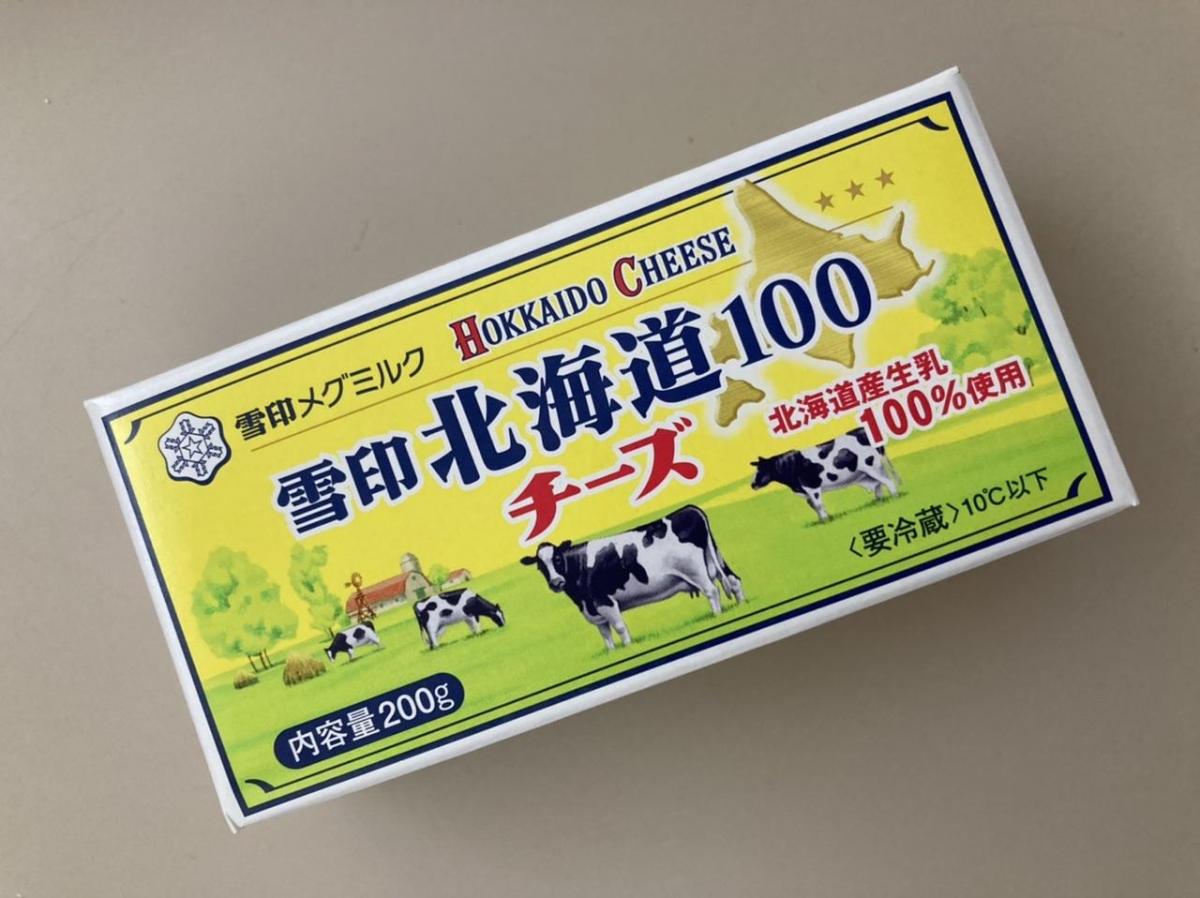 雪印メグミルク
HOKKAIDO CHEESE
雪印 北海道100
チーズ
北海道産生乳
100%使用
〈要冷蔵〉10℃以下
内容量200g